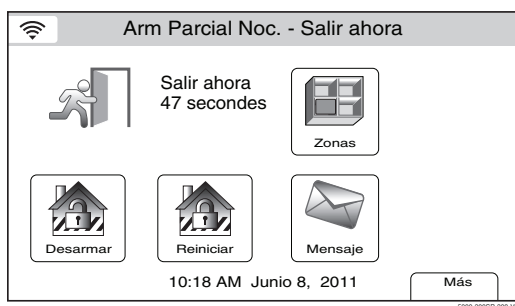 Arm Parcial Noc. - Salir ahora
Salir ahora
47 secondes
Zonas
Desarmar
Reiniciar
Mensaje
10:18 AM Junio 8, 2011
Más